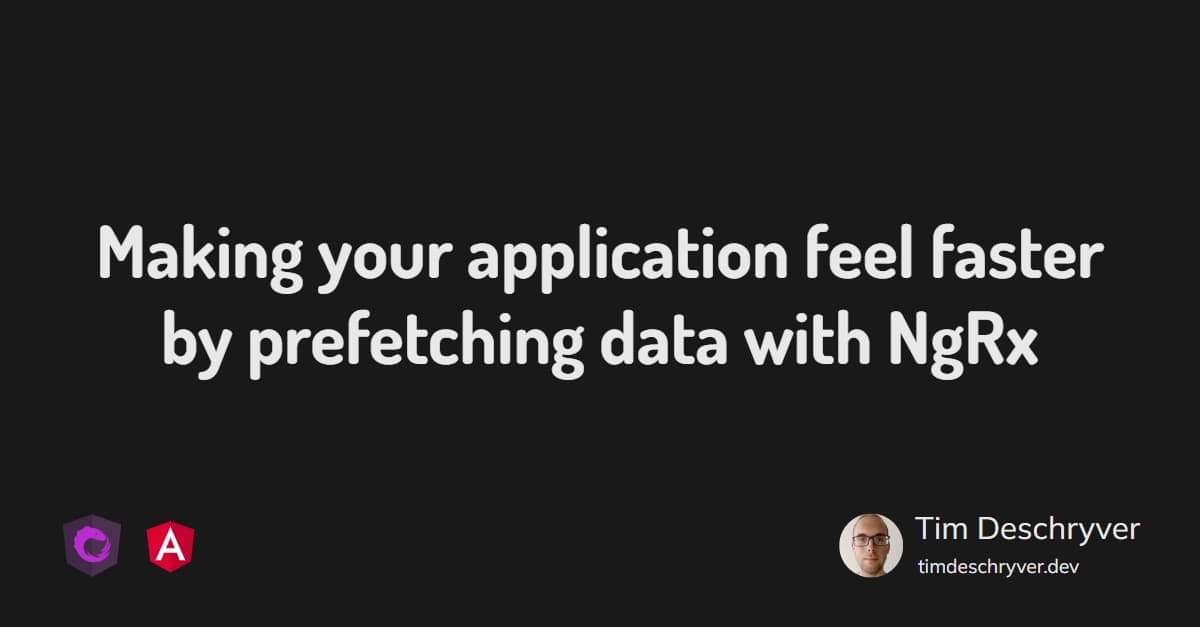 Making your application feel faster
by prefetching data with NgRx
A
Tim Deschryver
timdeschryver.dev